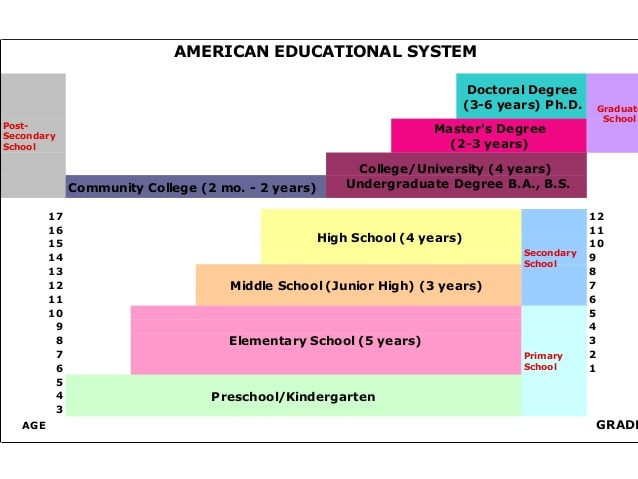 AMERICAN EDUCATIONAL SYSTEM
Doctoral Degree
(3-6 years) Ph.D.
Graduat
School
Post-
Secondary
School
Master's Degree
(2-3 years)
College/University (4 years)
Undergraduate Degree B.A., B.S.
Community College (2 mo. - 2 years)
17
16
15
14
13
12
11
10
9
8
7
6
5
4
3
AGE
High School (4 years)
Middle School (Junior High) (3 years)
Elementary School (5 years)
Preschool/Kindergarten
Secondary
School
Primary
School
12
11
10
9
8
7
6
5
4
3
2
1
GRAD